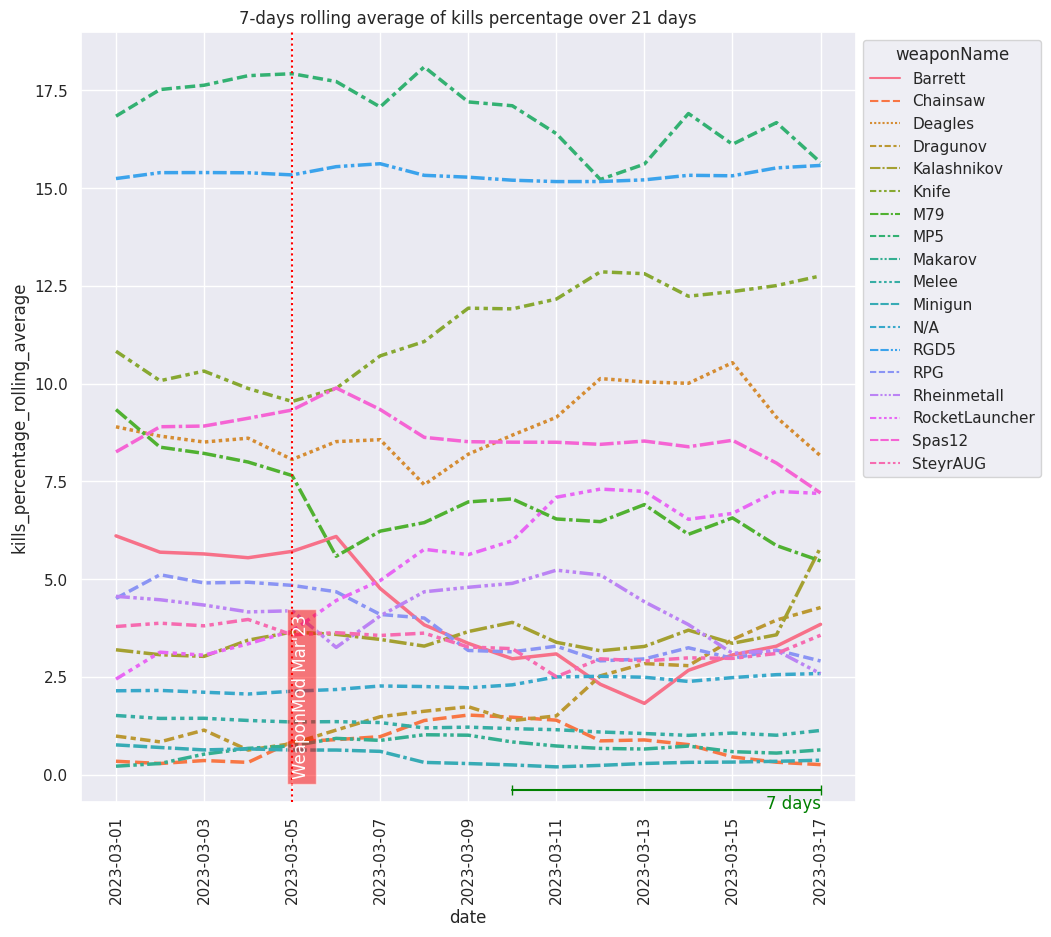 7-days rolling average of kills percentage over 21 days
kills_percentage_rolling_average
17.5
15.0
12.5
10.0
7.5
5.0
2.5
0.0
WeaponMod Mar'23
7 days
2023-03-01
2023-03-03
2023-03-05
2023-03-07
2023-03-09
2023-03-11
2023-03-13
2023-03-15
2023-03-17
date
weaponName
Barrett
Chainsaw
Deagles
Dragunov
Kalashnikov
Knife
M79
MP5
Makarov
Melee
Minigun
N/A
RGD5
RPG
Rheinmetall
RocketLauncher
Spas12
SteyrAUG